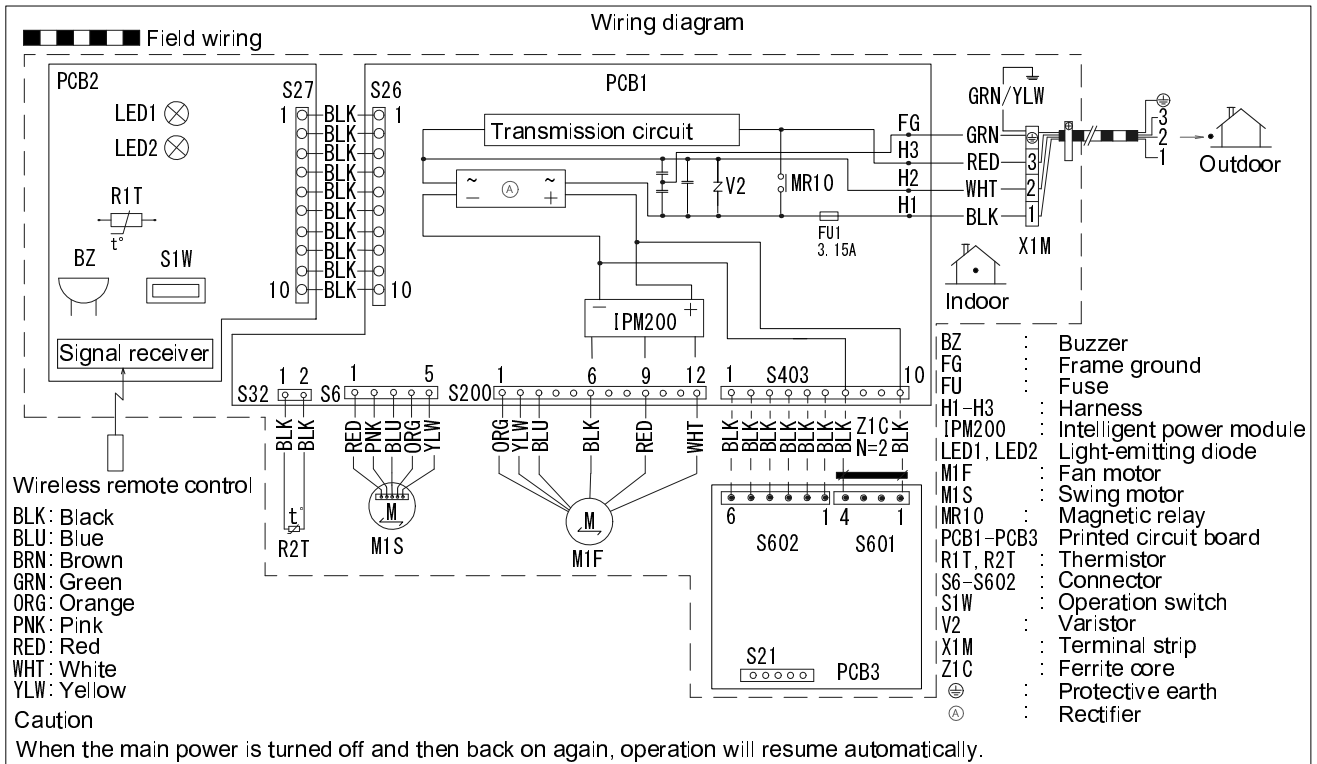 Wiring diagram
Field wiring
PCB2
LED1
LED2
R1T
t°
BZ
S1W
Signal receiver
S27
S26
1 BLK 1
BLK
BLK
BLK
BLK
BLK
BLK
BLK
BLK
10 BLK 10
PCB1
Transmission circuit
~ ~
A
− +
V2
MR10
FU1
3.15A
FG
H3
H2
H1
GRN/YLW
GRN
RED 3
WHT 2
BLK 1
X1M
3
2
1
Outdoor
Indoor
− +
IPM200
S32 1 2
S6 1 5
S200 1 6 9 12
1 S403 10
BLK
BLK
RED
PNK
BLU
ORG
YLW
ORG
YLW
BLU
BLK
RED
WHT
BLK
BLK
BLK
BLK
BLK
BLK
BLK
Z1C
N=2
BLK
t°
R2T
M
M1S
M
M1F
6 1 4 1
S602 S601
S21
PCB3
Wireless remote control
BLK: Black
BLU: Blue
BRN: Brown
GRN: Green
ORG: Orange
PNK: Pink
RED: Red
WHT: White
YLW: Yellow
BZ : Buzzer
FG : Frame ground
FU : Fuse
H1-H3 : Harness
IPM200 : Intelligent power module
LED1, LED2 : Light-emitting diode
M1F : Fan motor
M1S : Swing motor
MR10 : Magnetic relay
PCB1-PCB3 : Printed circuit board
R1T, R2T : Thermistor
S6-S602 : Connector
S1W : Operation switch
V2 : Varistor
X1M : Terminal strip
Z1C : Ferrite core
: Protective earth
A : Rectifier
Caution
When the main power is turned off and then back on again, operation will resume automatically.